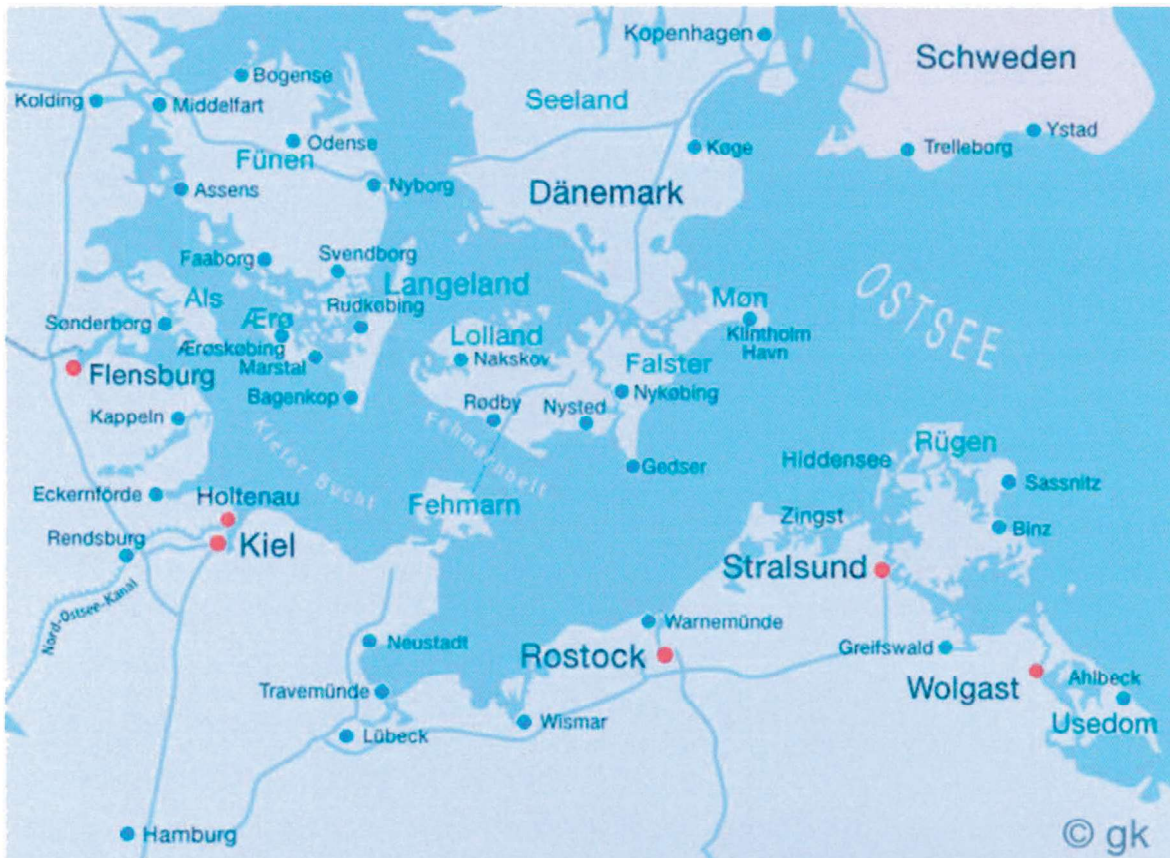 Kopenhagen
Schweden
Bogense
Kolding
Middelfart
Seeland
Ystad
Odense
Fünen
Køge
Trelleborg
Assens
Nyborg
Dänemark
Faaborg
Svendborg
Langeland
OSTSEE
Als
Rudkøbing
Møn
Sønderborg
Ærø
Lolland
Klintholm
Havn
Ærøskøbing
Marstal
Nakskov
Falster
Flensburg
Bagenkop
Rødby
Nysted
Nykøbing
Kappeln
Kieler Bucht
Fehmarnbelt
Rügen
Gedser
Hiddensee
Sassnitz
Eckernförde
Holtenau
Fehmarn
Zingst
Binz
Rendsburg
Kiel
Stralsund
Nord-Ostsee-Kanal
Warnemünde
Neustadt
Rostock
Greifswald
Wolgast
Ahlbeck
Travemünde
Usedom
Wismar
Lübeck
Hamburg
© gk